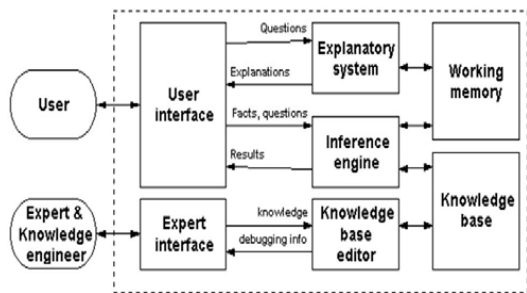 Questions
Explanatory
system
Explanations
User
User
interface
Working
memory
Facts, questions
Inference
engine
Results
Expert &
Knowledge
engineer
Expert
interface
knowledge
debugging info
Knowledge
base
editor
Knowledge
base